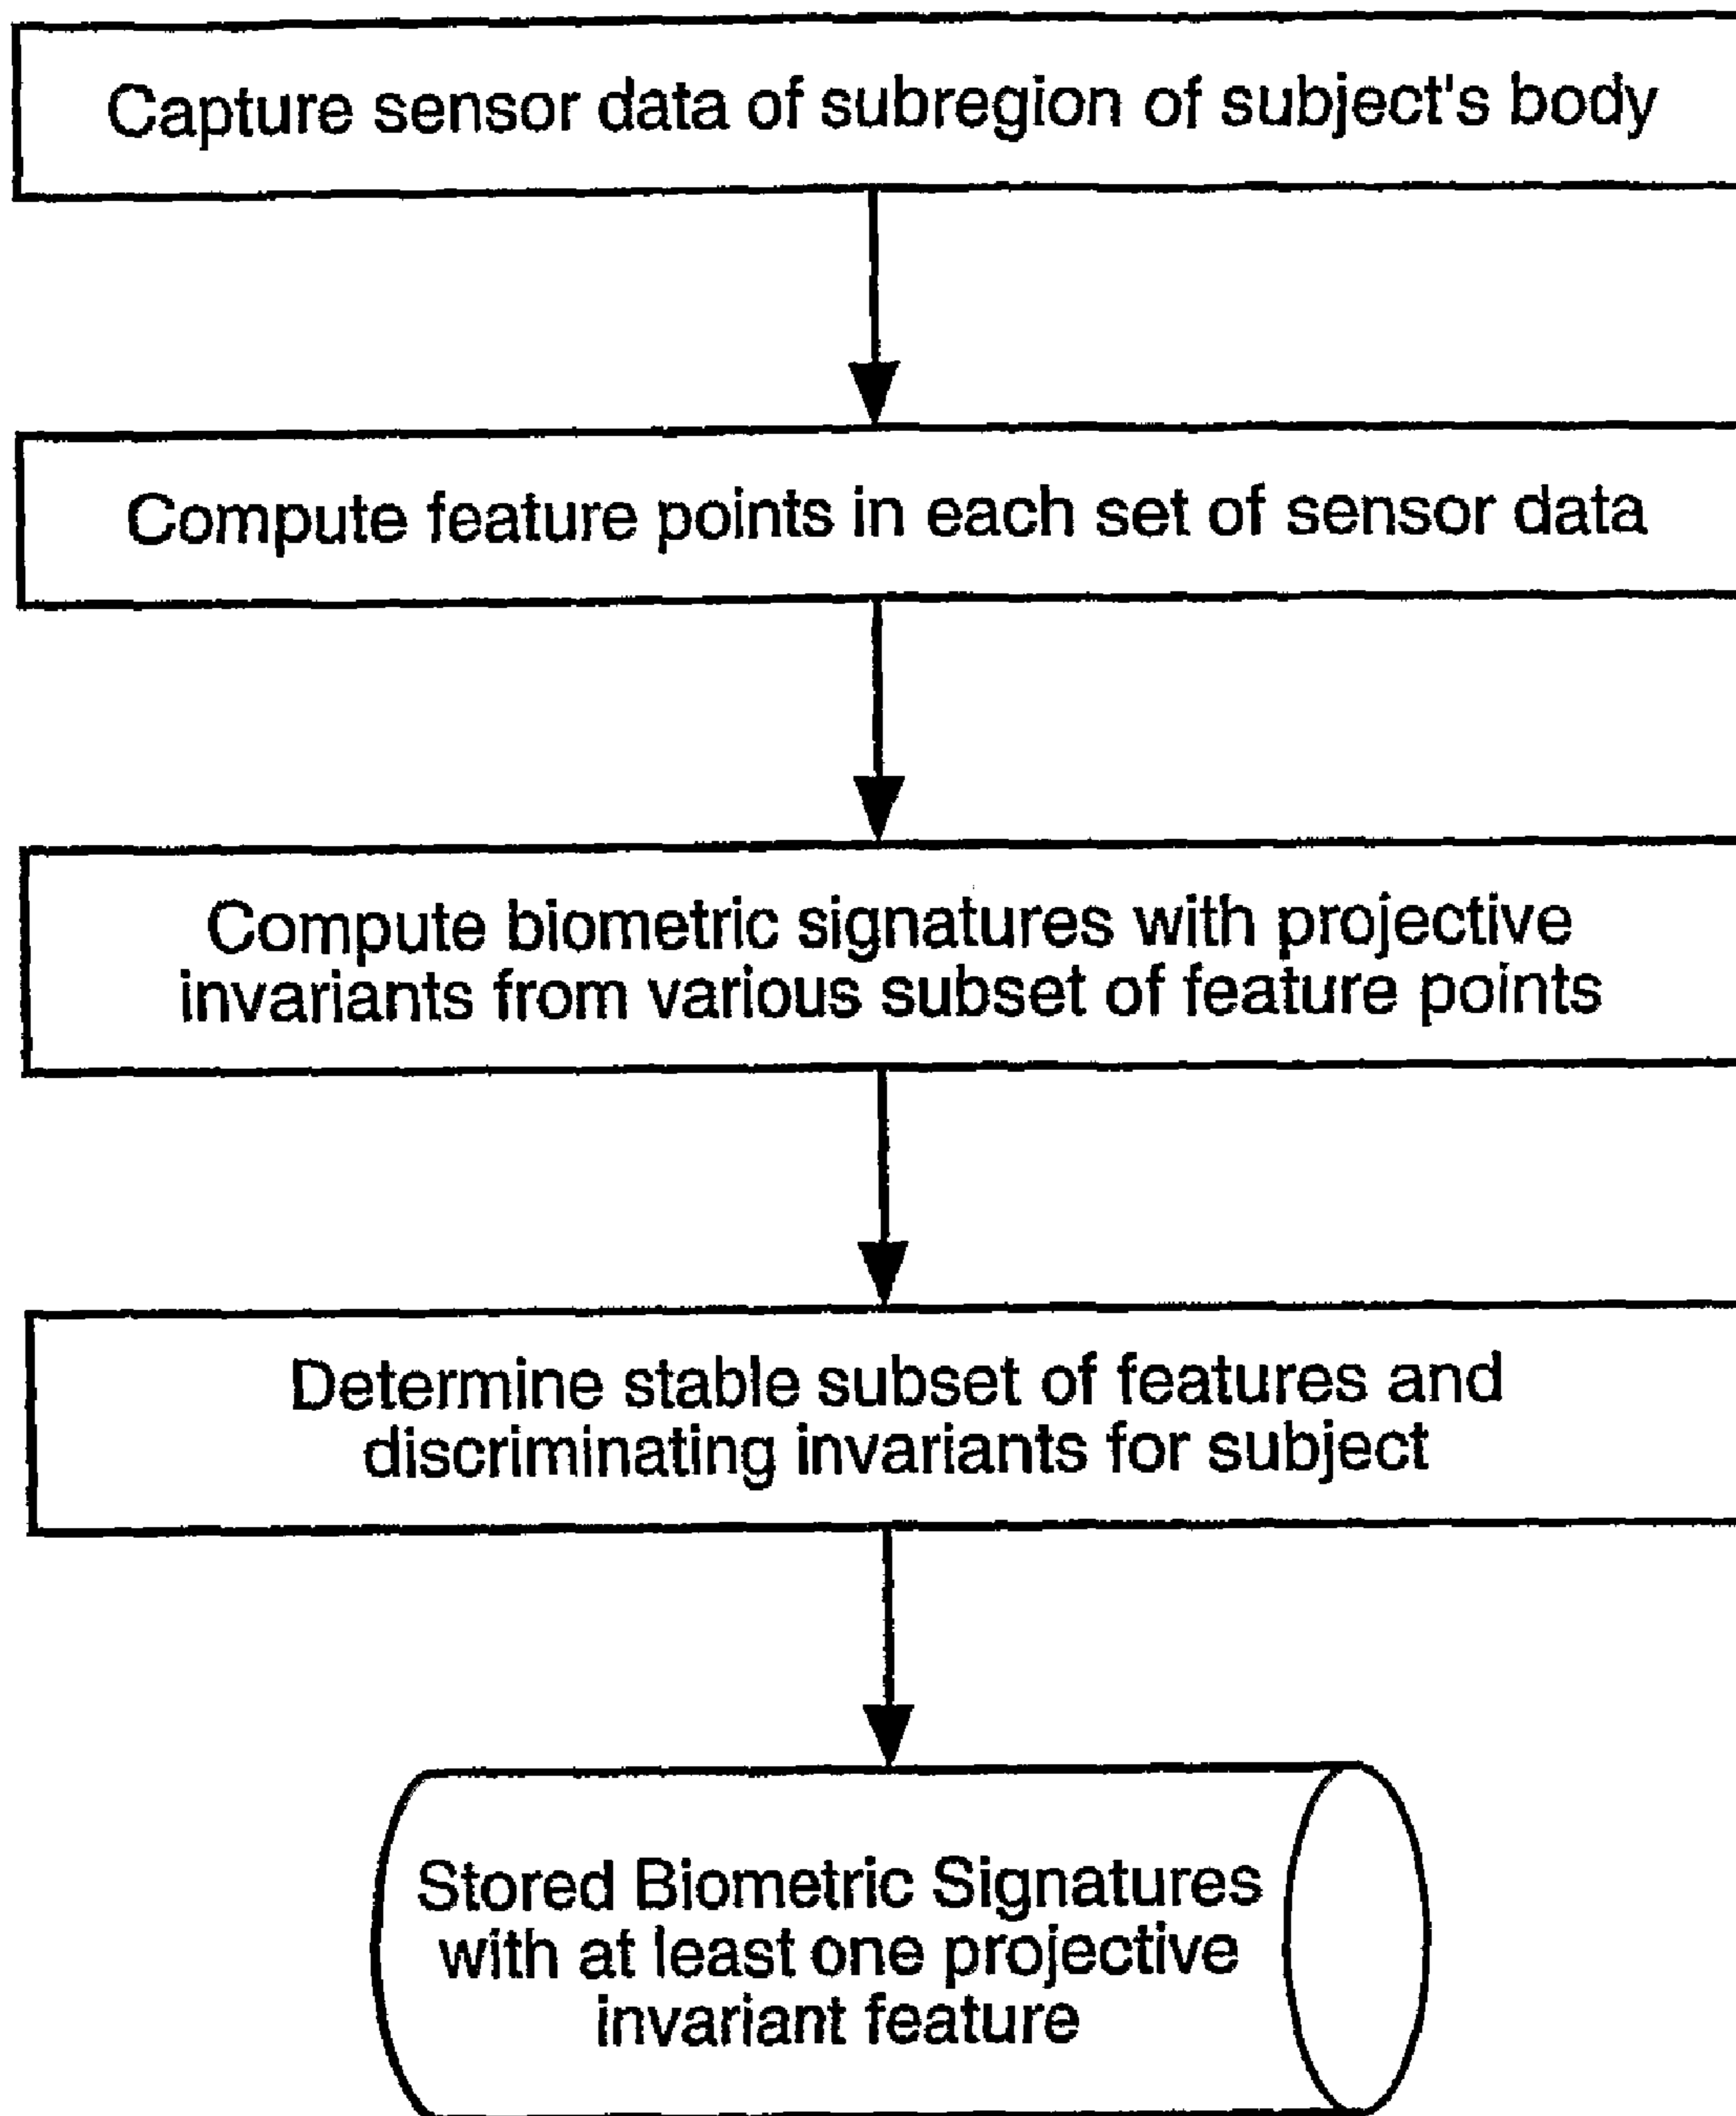 Capture sensor data of subregion of subject's body
Compute feature points in each set of sensor data
Compute biometric signatures with projective
invariants from various subset of feature points
Determine stable subset of features and
discriminating invariants for subject
Stored Biometric Signatures
with at least one projective
invariant feature